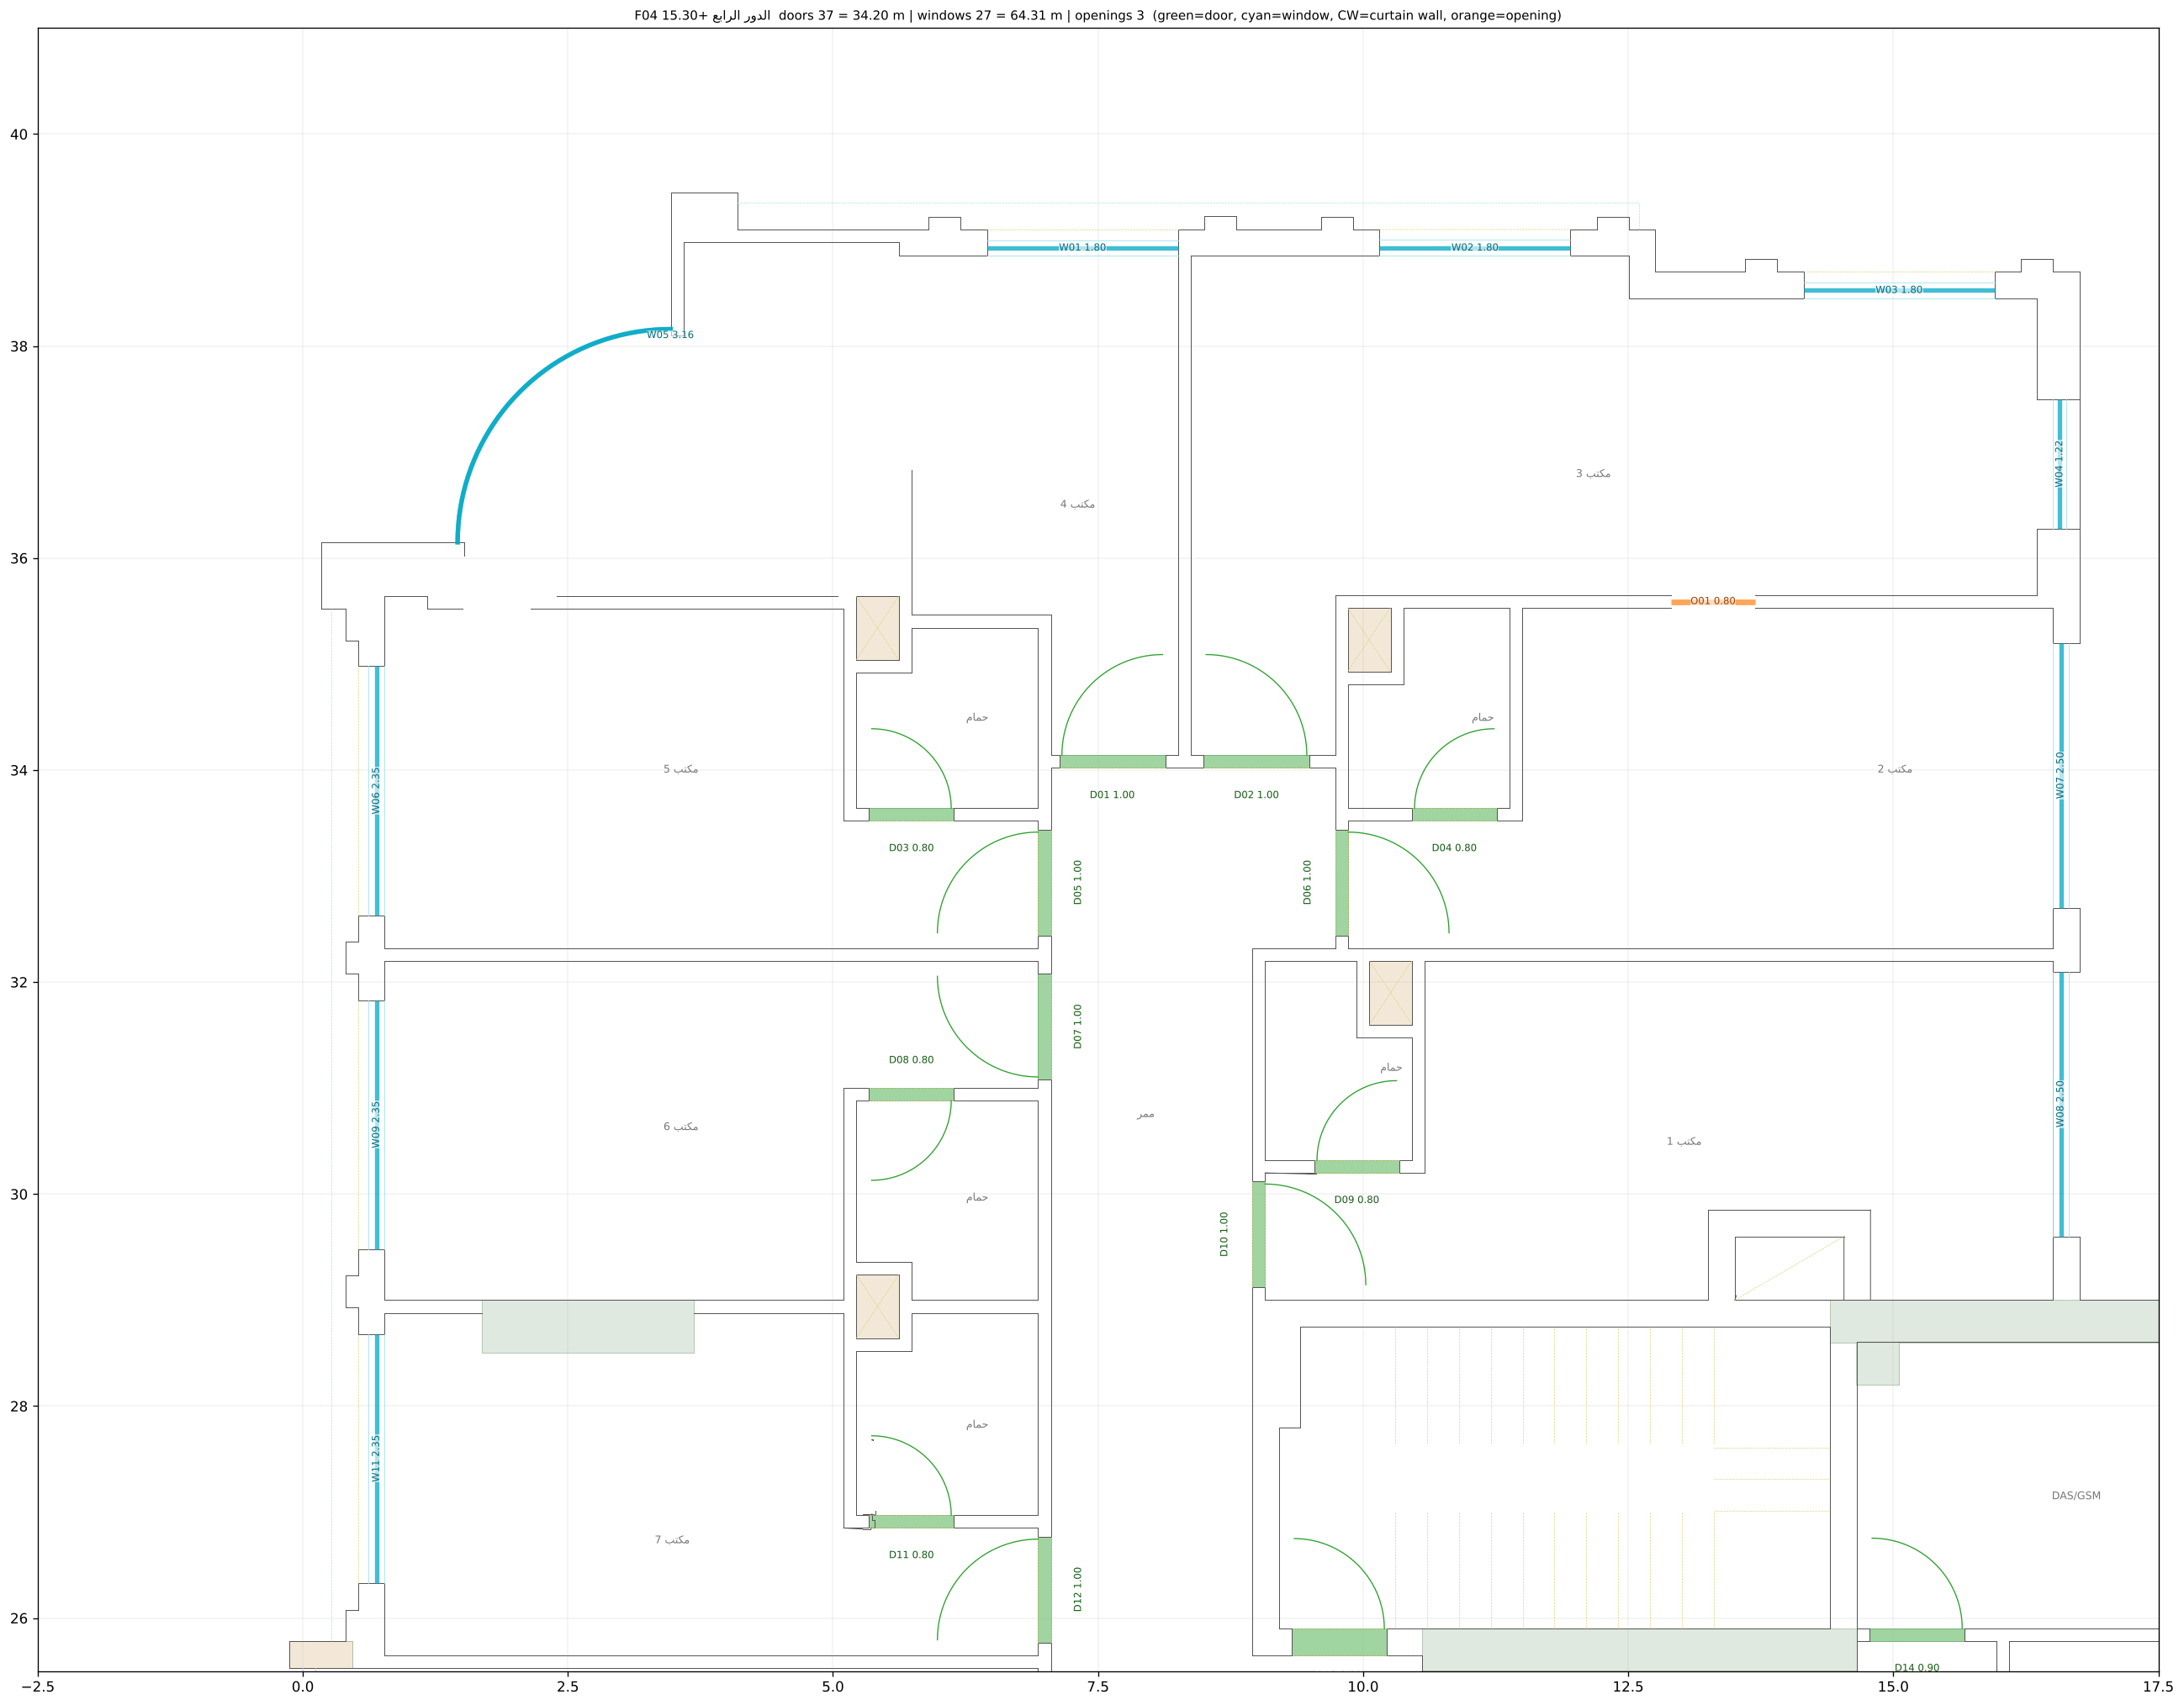 F04 15.30+ الدور الرابع  doors 37 = 34.20 m | windows 27 = 64.31 m | openings 3  (green=door, cyan=window, CW=curtain wall, orange=opening)
40
38
36
34
32
30
28
26
W01 1.80
W02 1.80
W03 1.80
W05 3.16
W04 1.22
مكتب 3
مكتب 4
O01 0.80
حمام
حمام
مكتب 5
مكتب 2
W06 2.35
W07 2.50
D01 1.00
D02 1.00
D03 0.80
D04 0.80
D05 1.00
D06 1.00
D07 1.00
D08 0.80
حمام
ممر
مكتب 6
مكتب 1
W09 2.35
W08 2.50
حمام
D09 0.80
D10 1.00
حمام
W11 2.35
DAS/GSM
مكتب 7
D11 0.80
D12 1.00
D14 0.90
−2.5
0.0
2.5
5.0
7.5
10.0
12.5
15.0
17.5